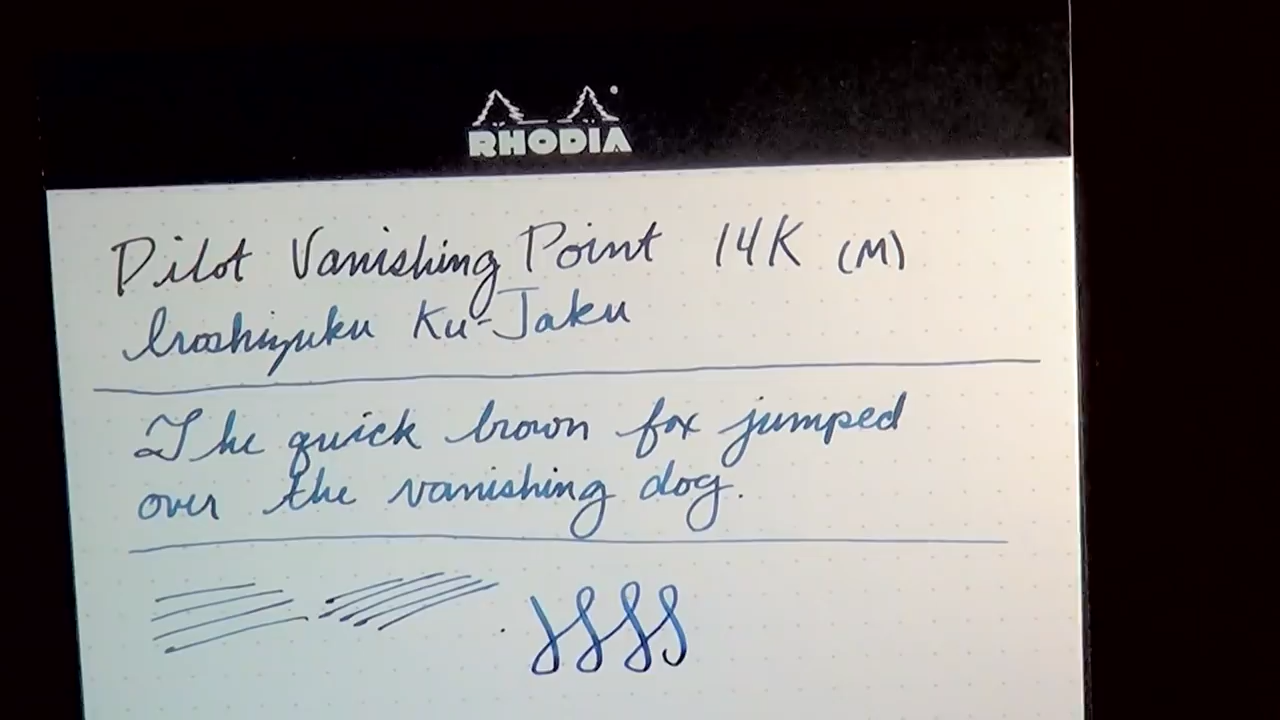 RHODIA
Pilot Vanishing Point 14K (M)
Iroshizuku Ku-Jaku
The quick brown fox jumped
over the vanishing dog.